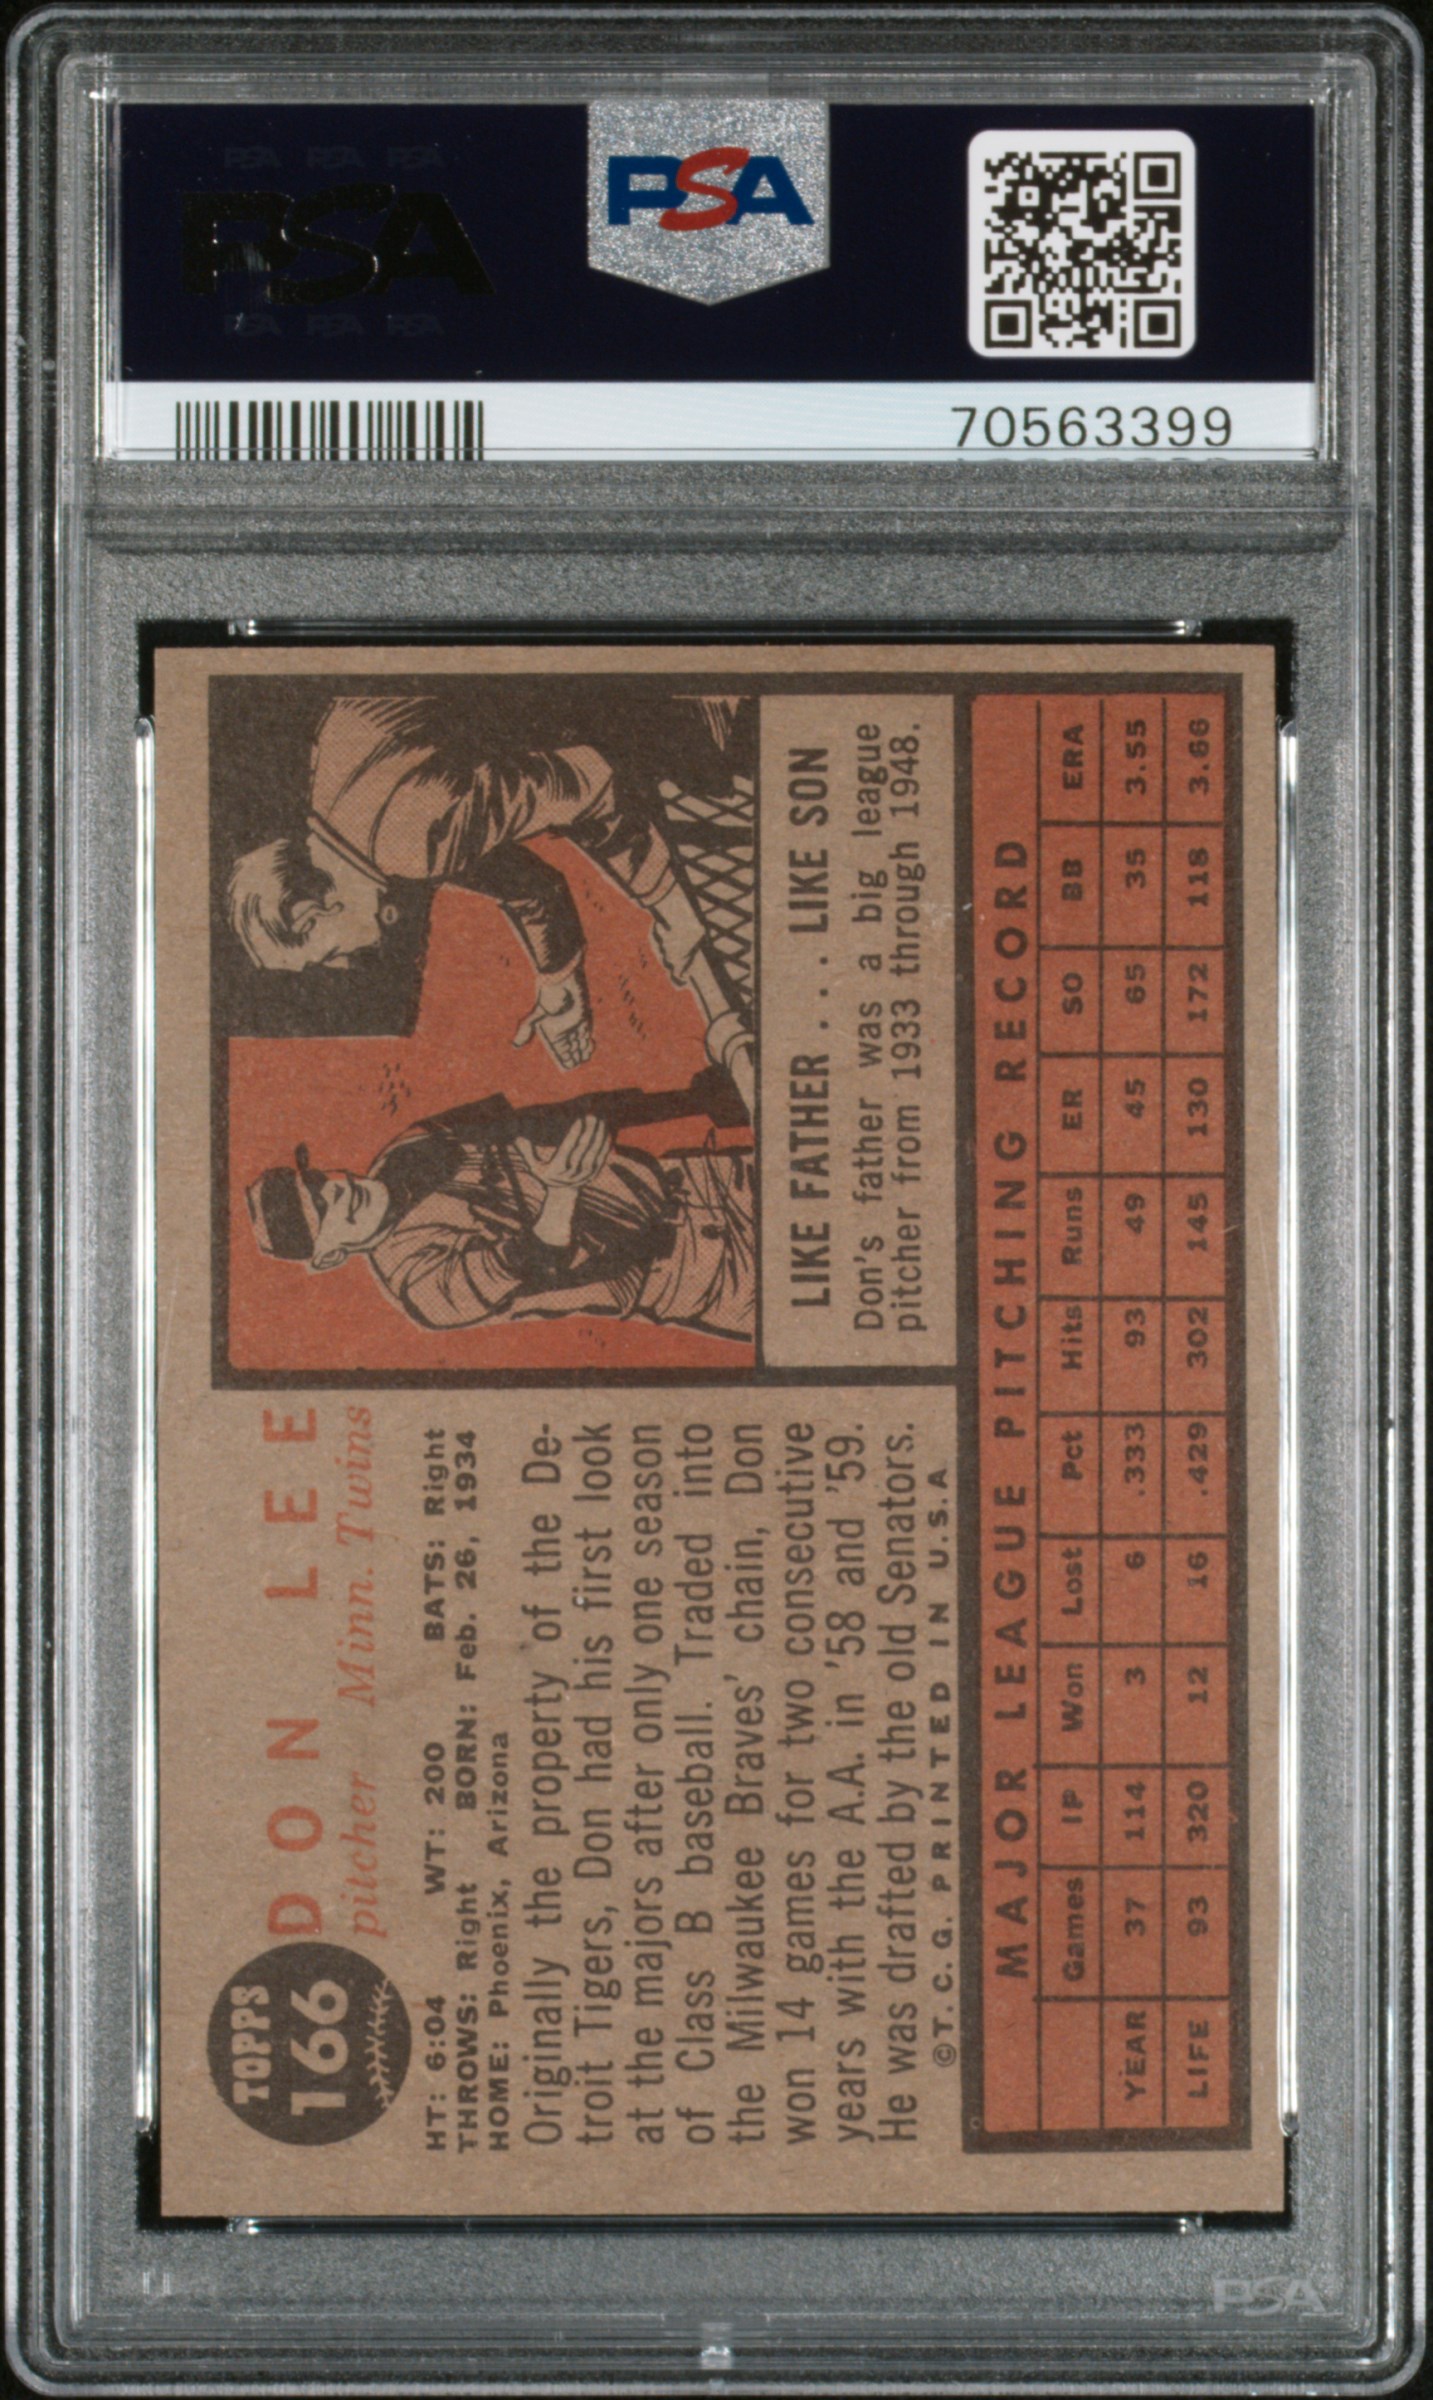 PSA PSA PSA
PSA
PSA PSA PSA
PSA
70563399
TOPPS
166
DON LEE
pitcher Minn. Twins
HT: 6:04 WT: 200 BATS: Right
THROWS: Right BORN: Feb. 26, 1934
HOME: Phoenix, Arizona
Originally the property of the De-
troit Tigers, Don had his first look
at the majors after only one season
of Class B baseball. Traded into
the Milwaukee Braves' chain, Don
won 14 games for two consecutive
years with the A.A. in '58 and '59.
He was drafted by the old Senators.
©T. C. G. PRINTED IN U.S.A
LIKE FATHER . . . LIKE SON
Don's father was a big league
pitcher from 1933 through 1948.
MAJOR LEAGUE PITCHING RECORD
Games IP Won Lost Pct Hits Runs ER SO BB ERA
YEAR 37 114 3 6 .333 93 49 45 65 35 3.55
LIFE 93 320 12 16 .429 302 145 130 172 118 3.66
PSA